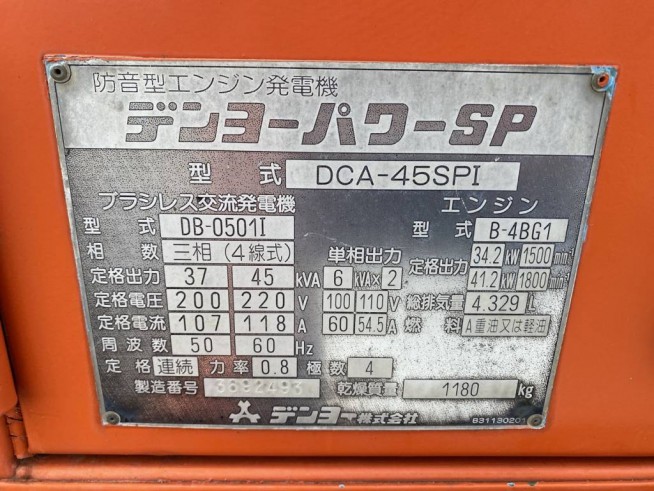 防音型エンジン発電機
デンヨーパワーSP
型式 DCA-45SPI
ブラシレス交流発電機 エンジン
型式 DB-0501I 型式 B-4BG1
相数 三相(4線式) 単相出力 定格出力 34.2 kW 1500 min⁻¹
定格出力 37 45 kVA 6 kVA×2 41.2 kW 1800 min⁻¹
定格電圧 200 220 V 100 110 V 総排気量 4.329 L
定格電流 107 118 A 60 54.5 A 燃料 A重油又は軽油
周波数 50 60 Hz
定格 連続 力率 0.8 極数 4
製造番号 3692493 乾燥質量 1180 kg
デンヨー株式会社 B31130201